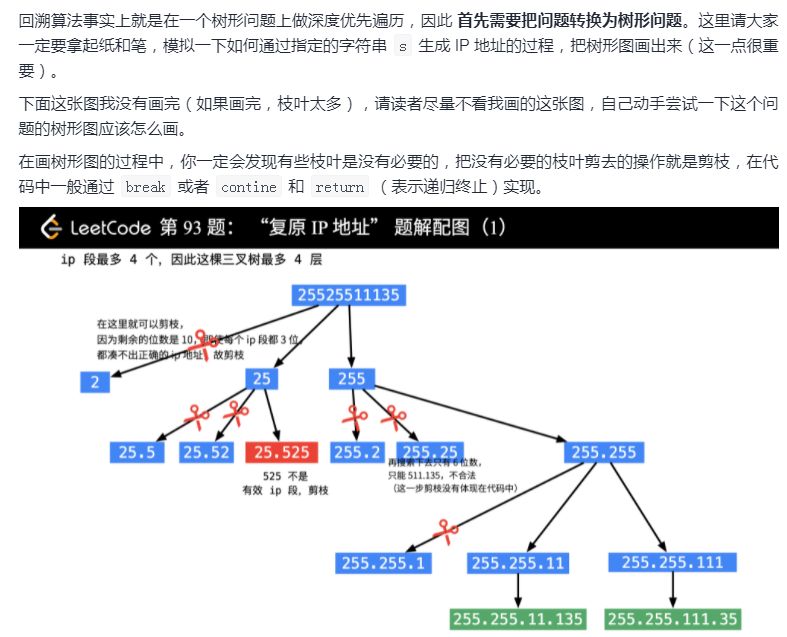 回溯算法事实上就是在一个树形问题上做深度优先遍历，因此 首先需要把问题转换为树形问题。这里请大家
一定要拿起纸和笔，模拟一下如何通过指定的字符串 s 生成 IP 地址的过程，把树形图画出来（这一点很重
要）。
下面这张图我没有画完（如果画完，枝叶太多），请读者尽量不看我画的这张图，自己动手尝试一下这个问
题的树形图应该怎么画。
在画树形图的过程中，你一定会发现有些枝叶是没有必要的，把没有必要的枝叶剪去的操作就是剪枝，在代
码中一般通过 break 或者 contine 和 return （表示递归终止）实现。
LeetCode 第 93 题： “复原 IP 地址” 题解配图（1）
ip 段最多 4 个，因此这棵三叉树最多 4 层
25525511135
在这里就可以剪枝，
因为剩余的位数是 10，即使每个 ip 段都 3 位，
都凑不出正确的 ip 地址，故剪枝
2
25
255
25.5
25.52
25.525
255.2
255.25
255.255
525 不是
有效 ip 段，剪枝
再搜索下去只有 6 位数，
只能 511.135，不合法
（这一步剪枝没有体现在代码中）
255.255.1
255.255.11
255.255.111
255.255.11.135
255.255.111.35